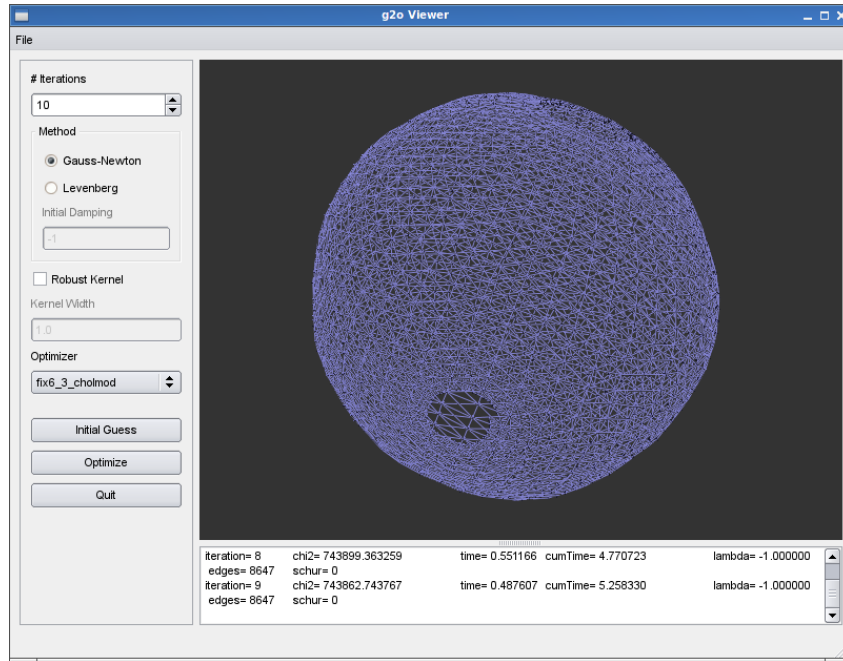 g2o Viewer
File
# Iterations
10
Method
Gauss-Newton
Levenberg
Initial Damping
-1
Robust Kernel
Kernel Width
1.0
Optimizer
fix6_3_cholmod
Initial Guess
Optimize
Quit
iteration= 8 chi2= 743899.363259 time= 0.551166 cumTime= 4.770723 lambda= -1.000000
edges= 8647 schur= 0
iteration= 9 chi2= 743862.743767 time= 0.487607 cumTime= 5.258330 lambda= -1.000000
edges= 8647 schur= 0